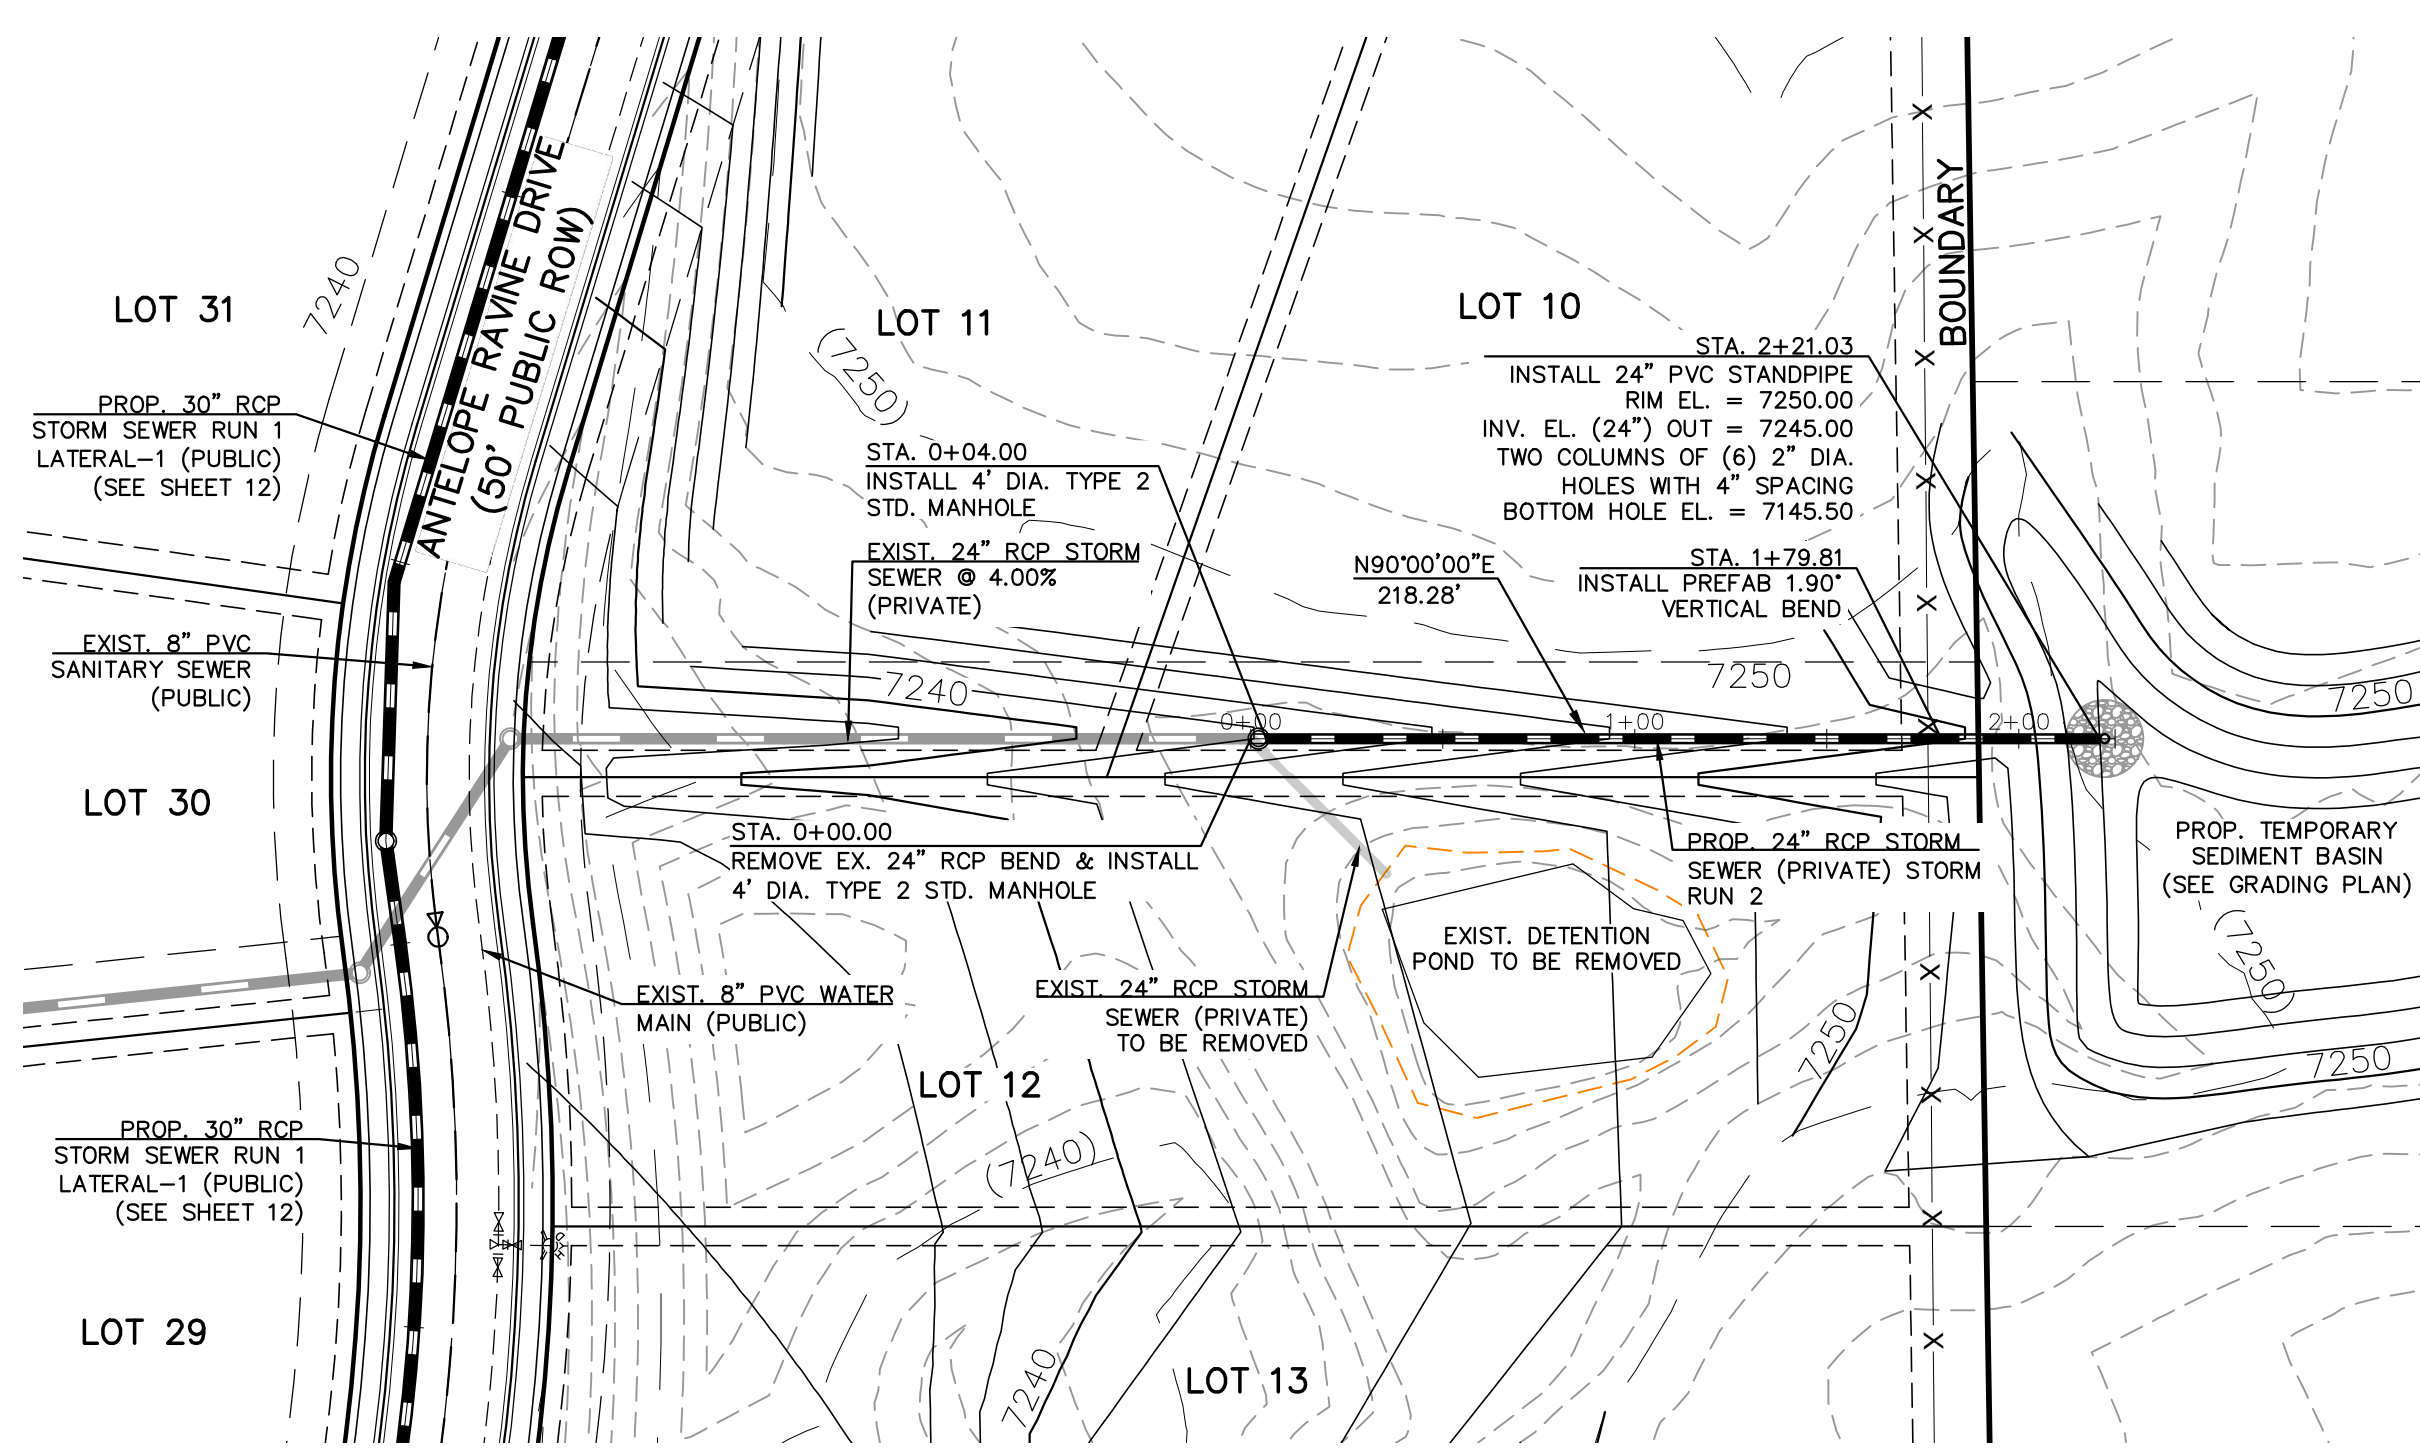 LOT 31
7240
ANTELOPE RAVINE DRIVE
(50' PUBLIC ROW)
PROP. 30" RCP
STORM SEWER RUN 1
LATERAL-1 (PUBLIC)
(SEE SHEET 12)
EXIST. 8" PVC
SANITARY SEWER
(PUBLIC)
LOT 30
PROP. 30" RCP
STORM SEWER RUN 1
LATERAL-1 (PUBLIC)
(SEE SHEET 12)
LOT 29
LOT 11
(7250)
STA. 0+04.00
INSTALL 4' DIA. TYPE 2
STD. MANHOLE
EXIST. 24" RCP STORM
SEWER @ 4.00%
(PRIVATE)
7240
LOT 10
BOUNDARY
STA. 2+21.03
INSTALL 24" PVC STANDPIPE
RIM EL. = 7250.00
INV. EL. (24") OUT = 7245.00
TWO COLUMNS OF (6) 2" DIA.
HOLES WITH 4" SPACING
BOTTOM HOLE EL. = 7145.50
N90°00'00"E
218.28'
STA. 1+79.81
INSTALL PREFAB 1.90°
VERTICAL BEND
7250
7250
0+00
1+00
2+00
X
X
X
X
X
X
X
X
X
X
STA. 0+00.00
REMOVE EX. 24" RCP BEND & INSTALL
4' DIA. TYPE 2 STD. MANHOLE
PROP. 24" RCP STORM
SEWER (PRIVATE) STORM
RUN 2
PROP. TEMPORARY
SEDIMENT BASIN
(SEE GRADING PLAN)
(7250)
EXIST. DETENTION
POND TO BE REMOVED
EXIST. 8" PVC WATER
MAIN (PUBLIC)
EXIST. 24" RCP STORM
SEWER (PRIVATE)
TO BE REMOVED
7250
7250
LOT 12
(7240)
7240
LOT 13